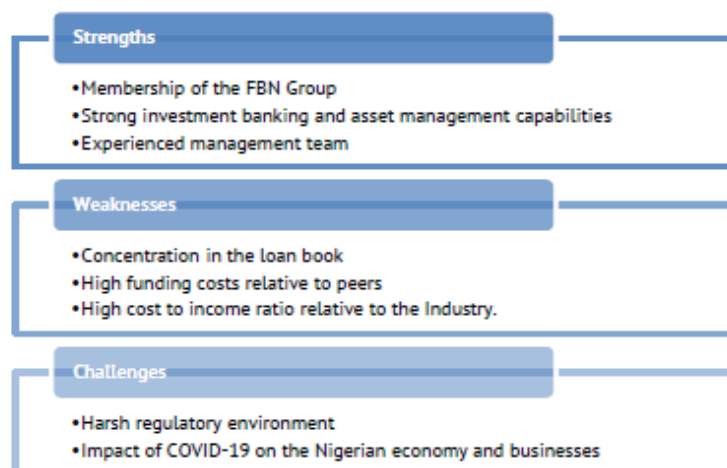 Strengths
•Membership of the FBN Group
•Strong investment banking and asset management capabilities
•Experienced management team
Weaknesses
•Concentration in the loan book
•High funding costs relative to peers
•High cost to income ratio relative to the Industry.
Challenges
•Harsh regulatory environment
•Impact of COVID-19 on the Nigerian economy and businesses